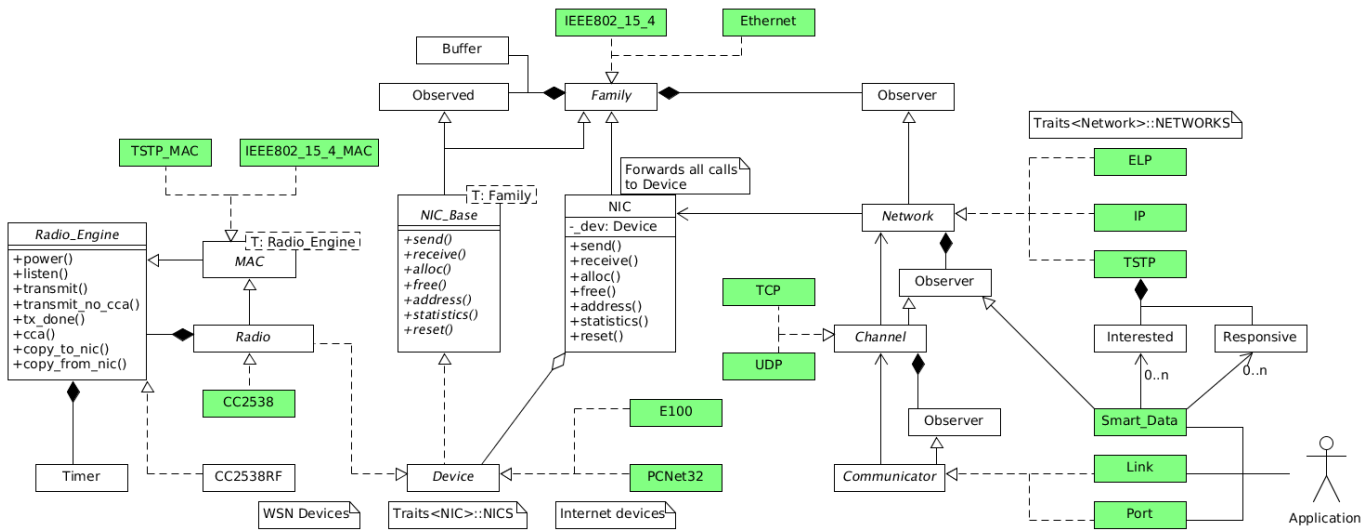 IEEE802_15_4
Ethernet
Buffer
Observed
Family
Observer
Traits<Network>::NETWORKS
TSTP_MAC
IEEE802_15_4_MAC
ELP
Forwards all calls
to Device
T: Family
NIC_Base
+send()
+receive()
+alloc()
+free()
+address()
+statistics()
+reset()
NIC
-_dev: Device
+send()
+receive()
+alloc()
+free()
+address()
+statistics()
+reset()
Network
IP
Radio_Engine
+power()
+listen()
+transmit()
+transmit_no_cca()
+tx_done()
+cca()
+copy_to_nic()
+copy_from_nic()
T: Radio_Engine
MAC
TSTP
Observer
TCP
Radio
Channel
Interested
Responsive
UDP
0..n
0..n
CC2538
E100
Observer
Smart_Data
Timer
CC2538RF
Device
PCNet32
Communicator
Link
Port
Application
WSN Devices
Traits<NIC>::NICS
Internet devices